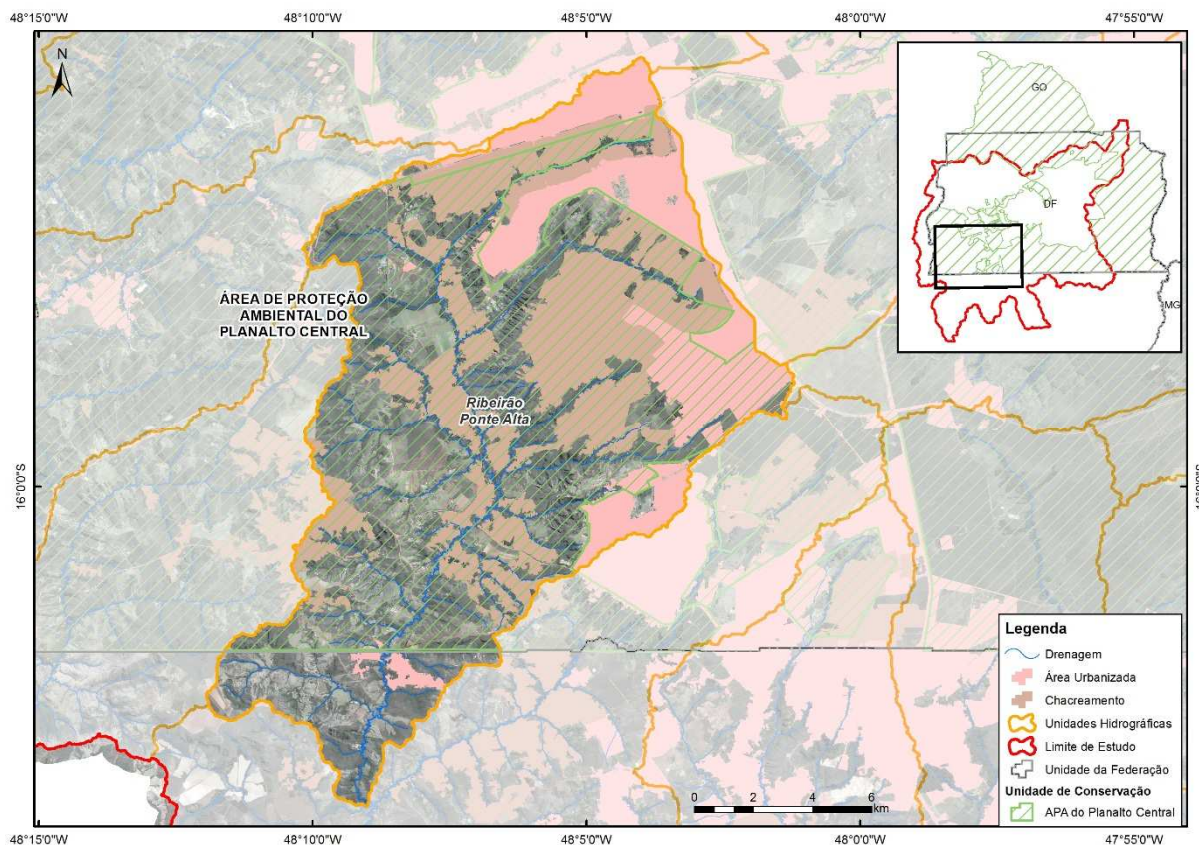 48°15'0"W
48°10'0"W
48°5'0"W
48°0'0"W
47°55'0"W
N
GO
DF
MG
ÁREA DE PROTEÇÃO
AMBIENTAL DO
PLANALTO CENTRAL
Ribeirão
Ponte Alta
16°0'0"S
16°0'0"S
Legenda
Drenagem
Área Urbanizada
Chacreamento
Unidades Hidrográficas
Limite de Estudo
Unidade da Federação
Unidade de Conservação
APA do Planalto Central
0 2 4 6
km
48°15'0"W
48°10'0"W
48°5'0"W
48°0'0"W
47°55'0"W